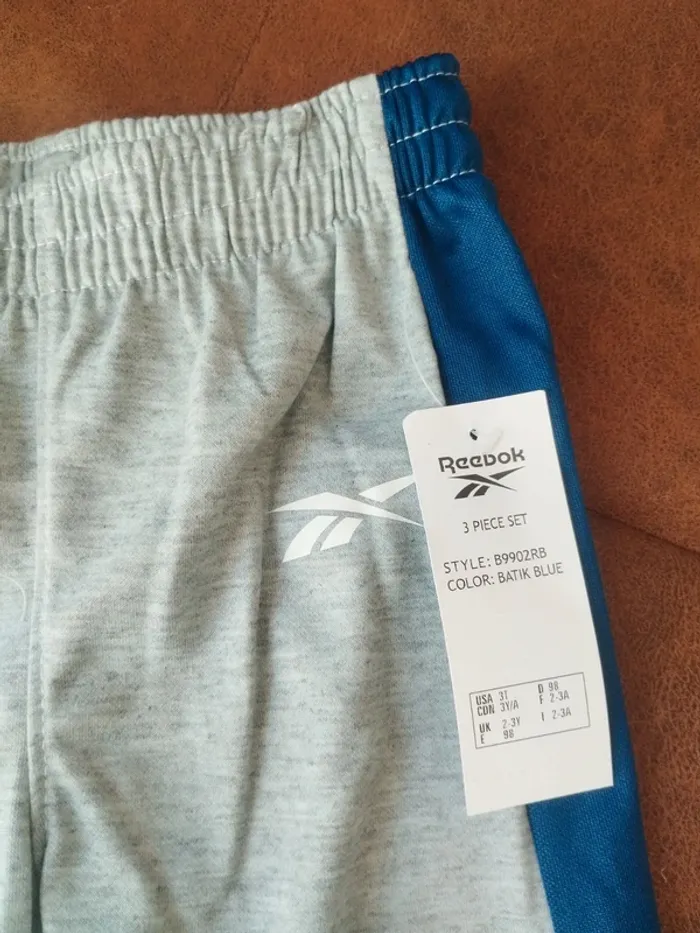 Reebok
3 PIECE SET
STYLE: B9902RB
COLOR: BATIK BLUE
USA 3T D 98
CON 3Y/A F 2-3A
UK 2-3Y I 2-3A
E 98